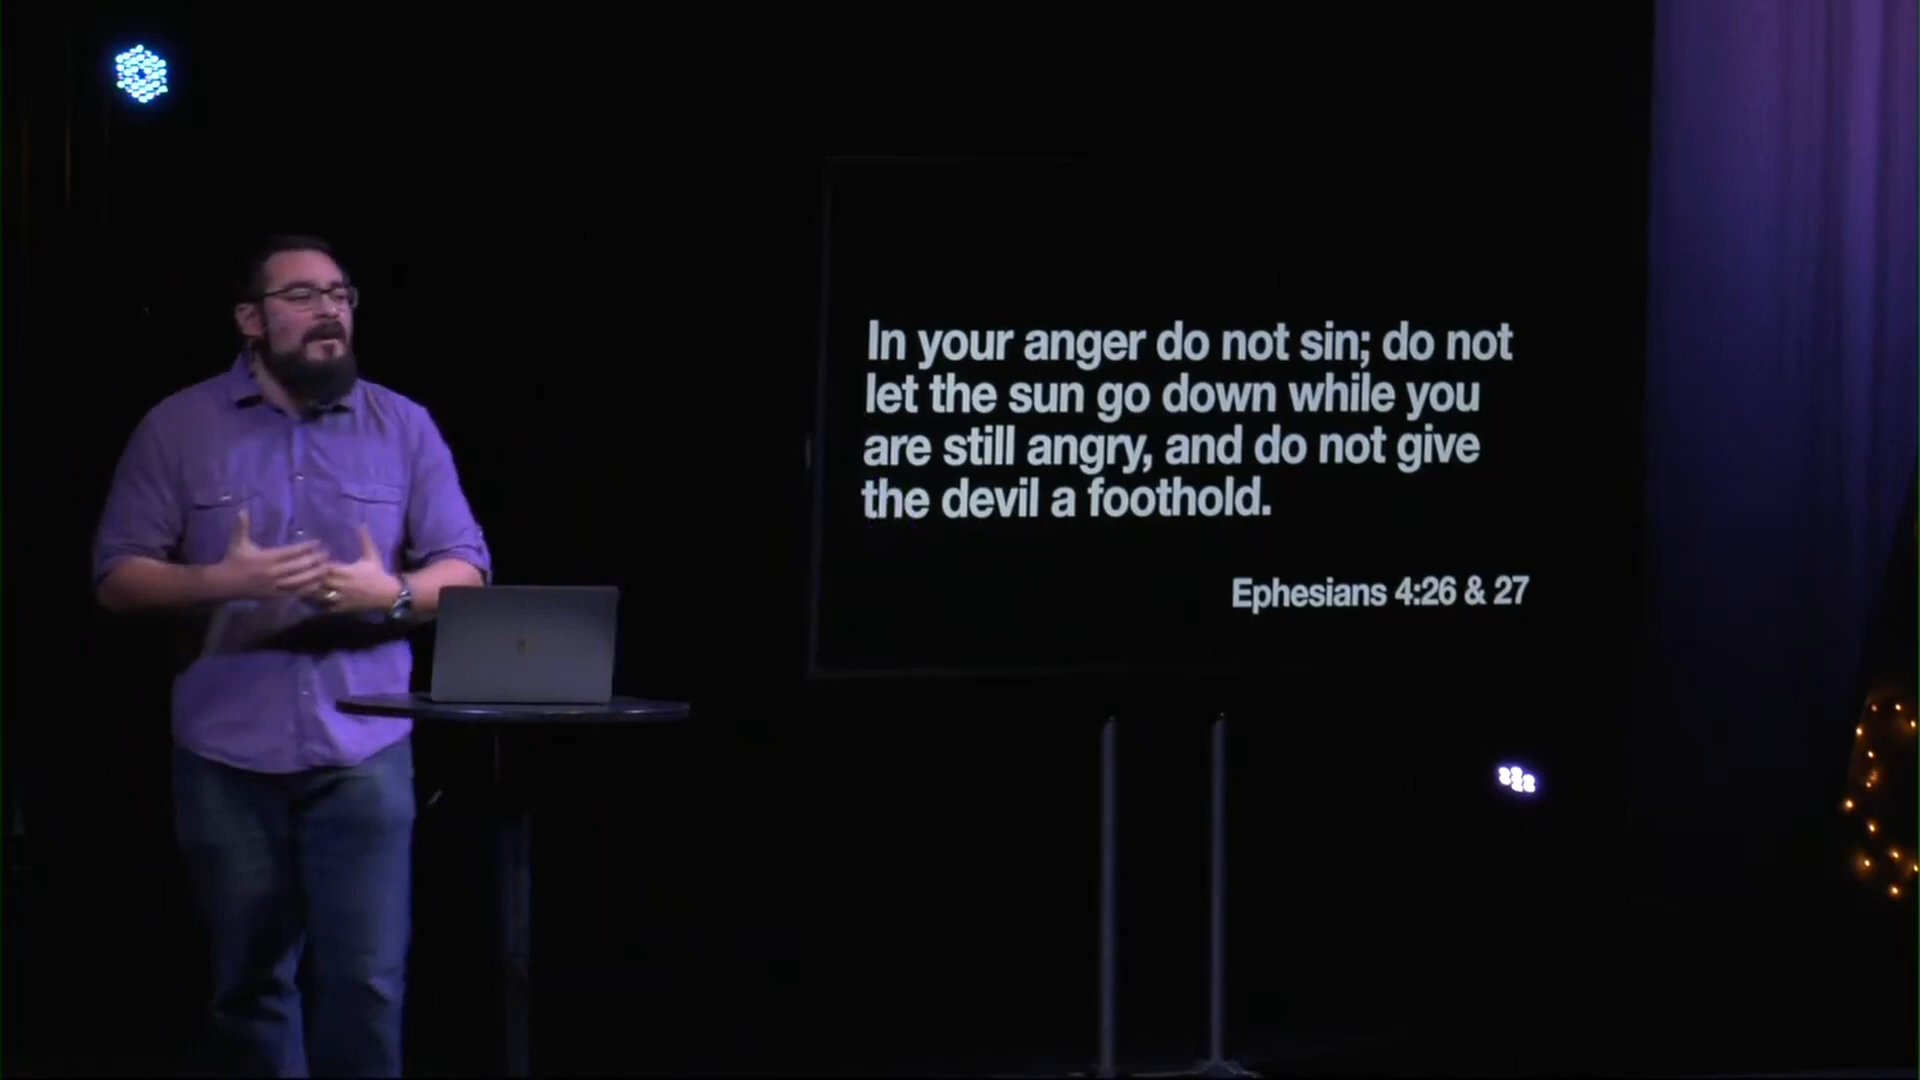 In your anger do not sin; do not
let the sun go down while you
are still angry, and do not give
the devil a foothold.
Ephesians 4:26 & 27